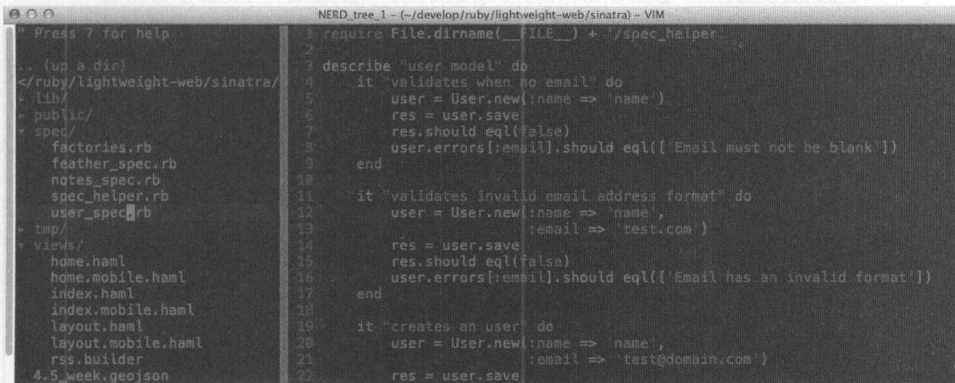 NERD_tree_1 - (~/develop/ruby/lightweight-web/sinatra) - VIM
" Press ? for help
.. (up a dir)
</ruby/lightweight-web/sinatra/
▸ lib/
▸ public/
▾ spec/
factories.rb
feather_spec.rb
notes_spec.rb
spec_helper.rb
user_spec.rb
▸ tmp/
▾ views/
home.haml
home.mobile.haml
index.haml
index.mobile.haml
layout.haml
layout.mobile.haml
rss.builder
4.5_week.geojson
1 require File.dirname(__FILE__) + '/spec_helper
2
3 describe "user model" do
4 it "validates when no email" do
5 user = User.new(:name => 'name')
6 res = user.save
7 res.should eql(false)
8 user.errors[:email].should eql(['Email must not be blank'])
9 end
10
11 it "validates invalid email address format" do
12 user = User.new(:name => 'name',
13 :email => 'test.com')
14 res = user.save
15 res.should eql(false)
16 user.errors[:email].should eql(['Email has an invalid format'])
17 end
18
19 it "creates an user" do
20 user = User.new(:name => 'name',
21 :email => 'test@domain.com')
22 res = user.save